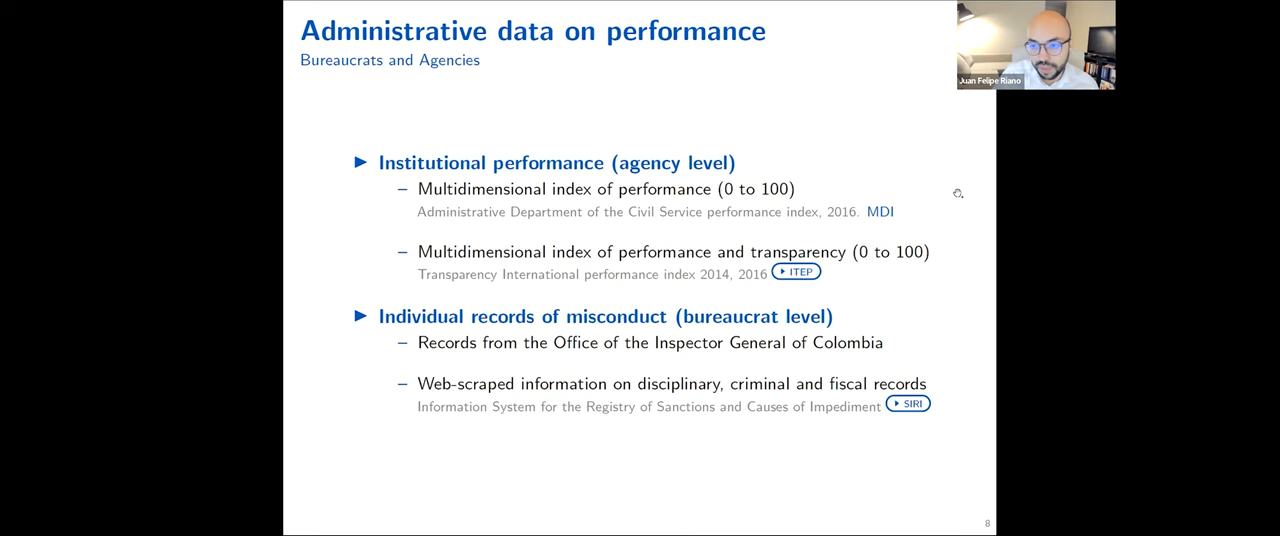 Administrative data on performance
Bureaucrats and Agencies
Juan Felipe Riano
► Institutional performance (agency level)
– Multidimensional index of performance (0 to 100)
Administrative Department of the Civil Service performance index, 2016. MDI
– Multidimensional index of performance and transparency (0 to 100)
Transparency International performance index 2014, 2016 ▸ ITEP
► Individual records of misconduct (bureaucrat level)
– Records from the Office of the Inspector General of Colombia
– Web-scraped information on disciplinary, criminal and fiscal records
Information System for the Registry of Sanctions and Causes of Impediment ▸ SIRI
8